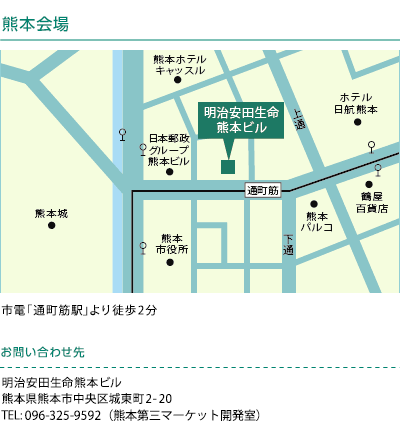 熊本会場
熊本ホテル
キャッスル
明治安田生命
熊本ビル
ホテル
日航熊本
上通
日本郵政
グループ
熊本ビル
通町筋
鶴屋
百貨店
熊本城
熊本
パルコ
熊本
市役所
下通
市電「通町筋駅」より徒歩2分
お問い合わせ先
明治安田生命熊本ビル
熊本県熊本市中央区城東町2-20
TEL: 096-325-9592（熊本第三マーケット開発室）